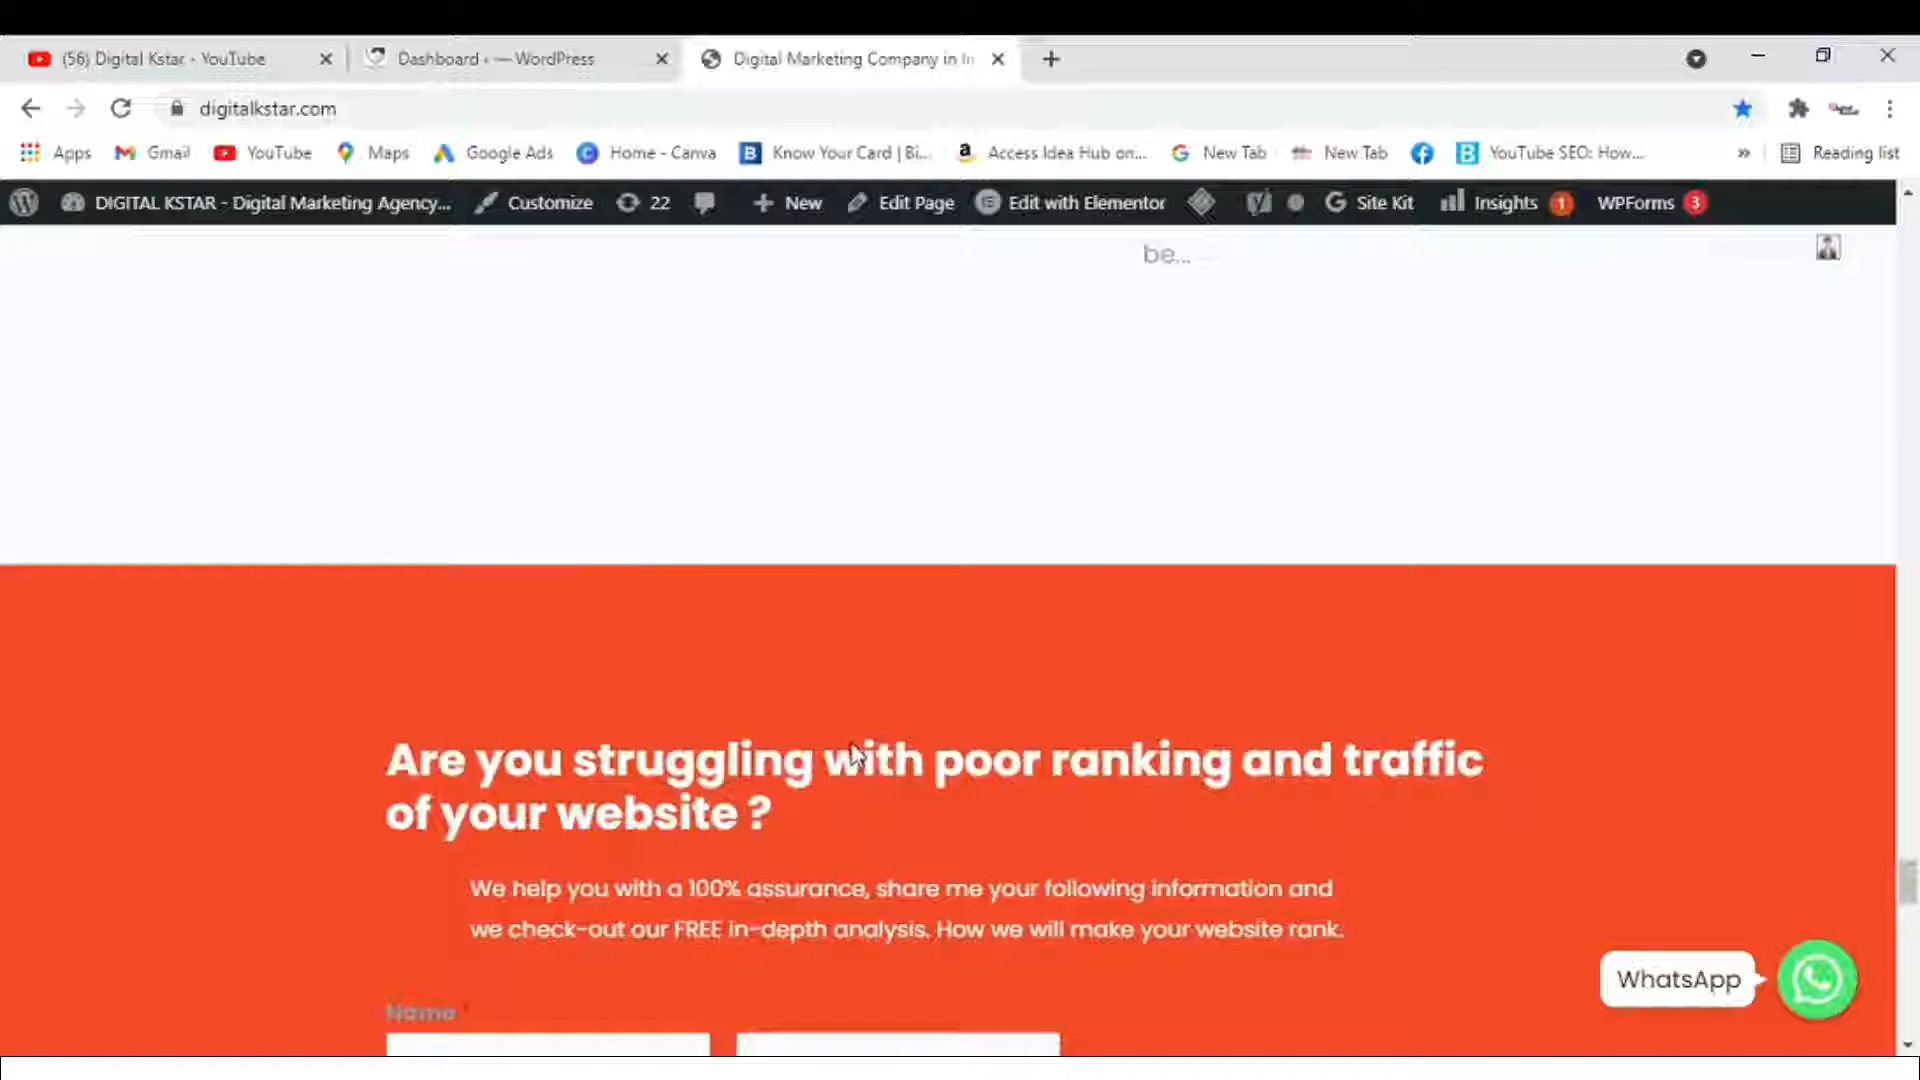 (56) Digital Kstar - YouTube
Dashboard ‹ — WordPress
Digital Marketing Company in In
digitalkstar.com
Apps
Gmail
YouTube
Maps
Google Ads
Home - Canva
Know Your Card | Bi...
Access Idea Hub on...
New Tab
New Tab
YouTube SEO: How...
»
Reading list
DIGITAL KSTAR - Digital Marketing Agency...
Customize
22
New
Edit Page
Edit with Elementor
Site Kit
Insights 1
WPForms 3
be...
Are you struggling with poor ranking and traffic
of your website ?
We help you with a 100% assurance, share me your following information and
we check-out our FREE in-depth analysis. How we will make your website rank.
WhatsApp
Name *